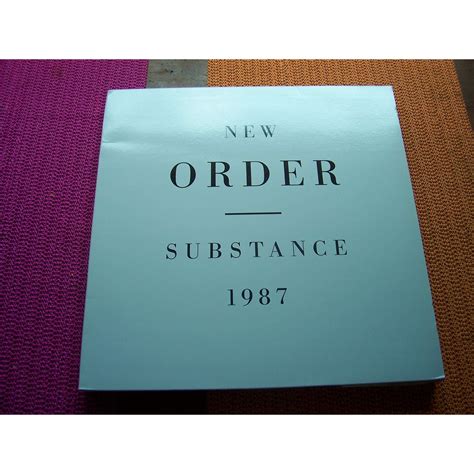 NEW
ORDER
SUBSTANCE
1987